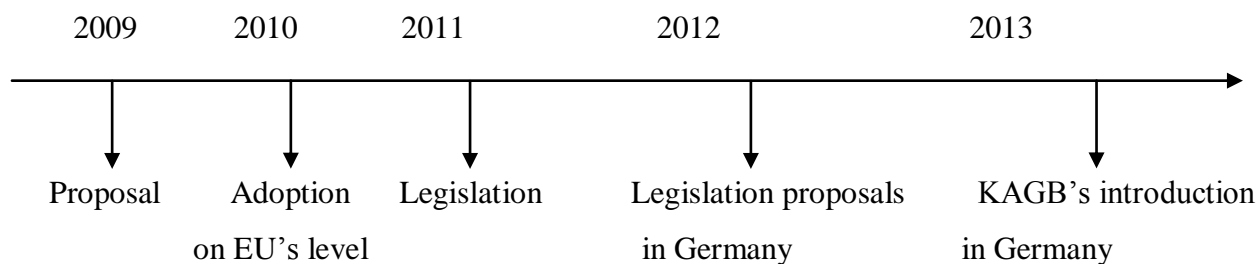 2009 2010 2011 2012 2013
Proposal Adoption Legislation Legislation proposals KAGB’s introduction
on EU’s level in Germany in Germany